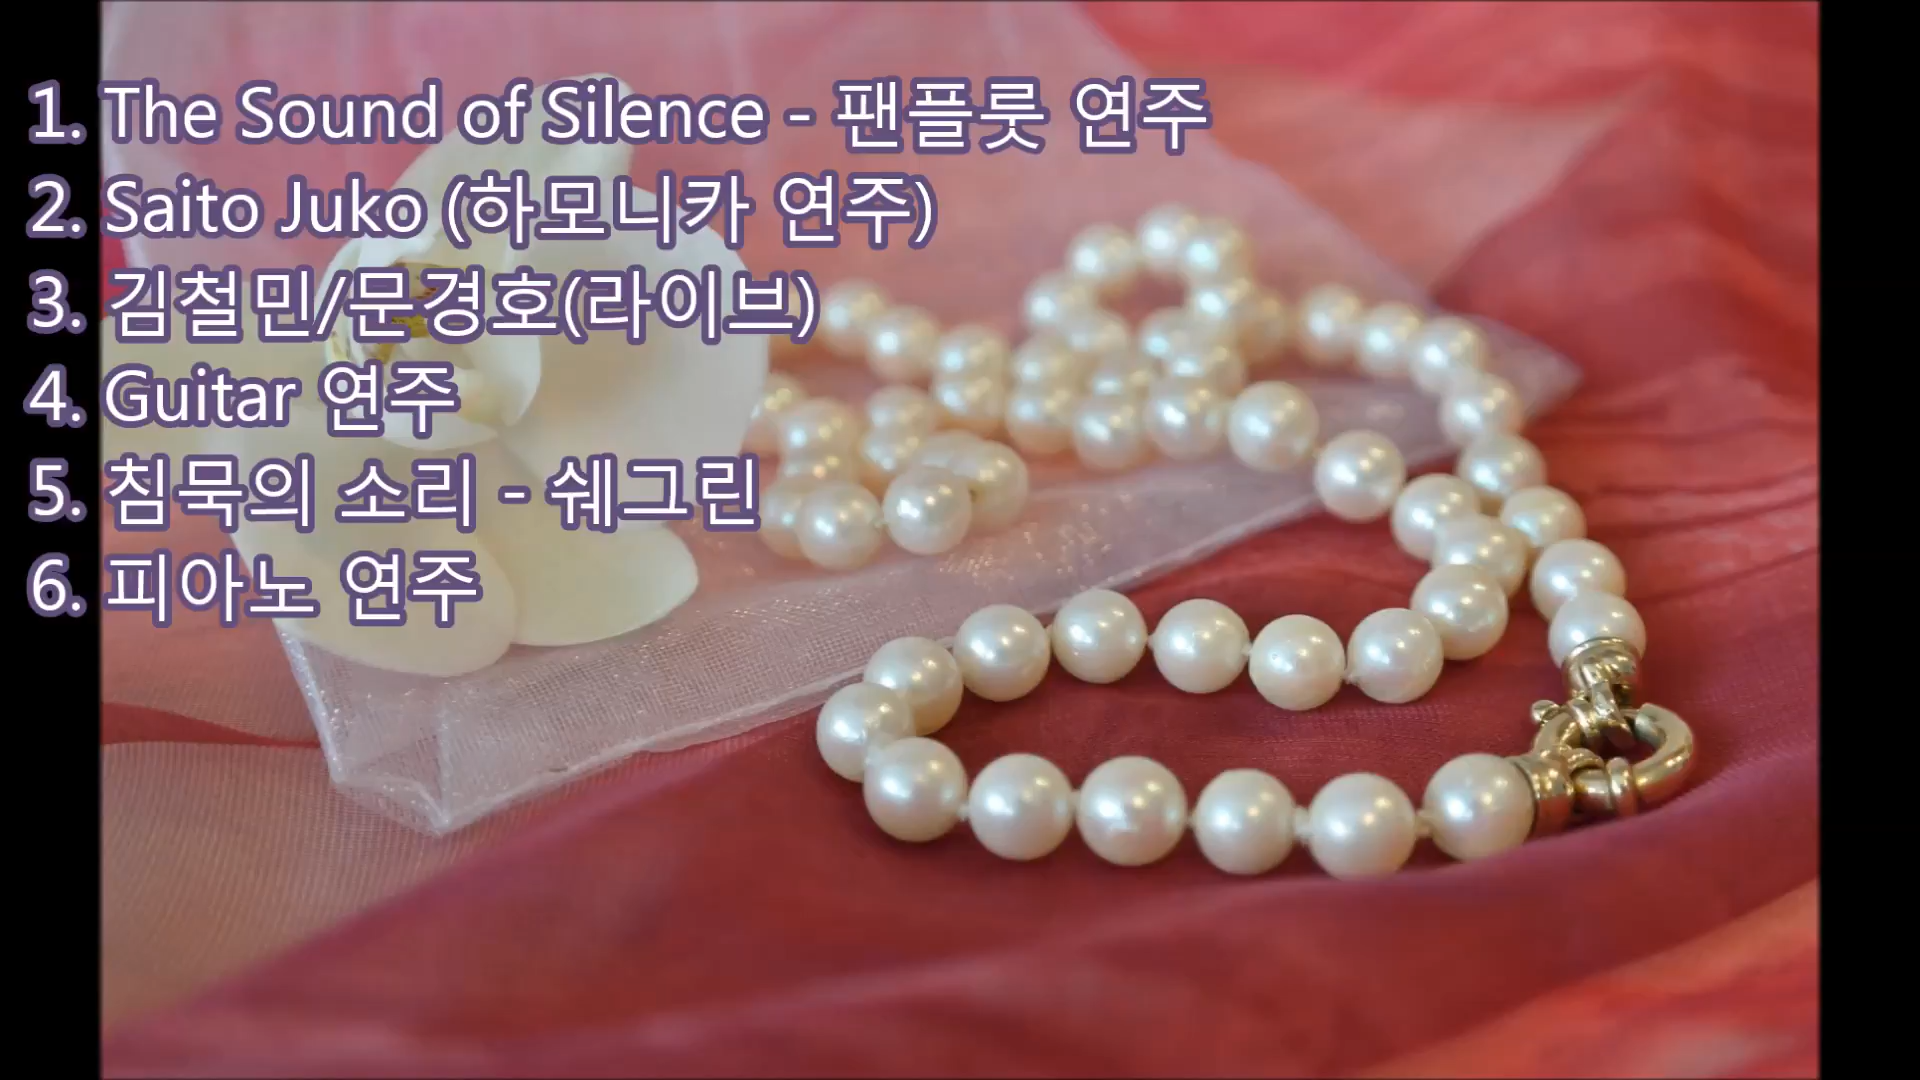 1. The Sound of Silence - 팬플룻 연주
2. Saito Juko (하모니카 연주)
3. 김철민/문경호(라이브)
4. Guitar 연주
5. 침묵의 소리 - 쉐그린
6. 피아노 연주